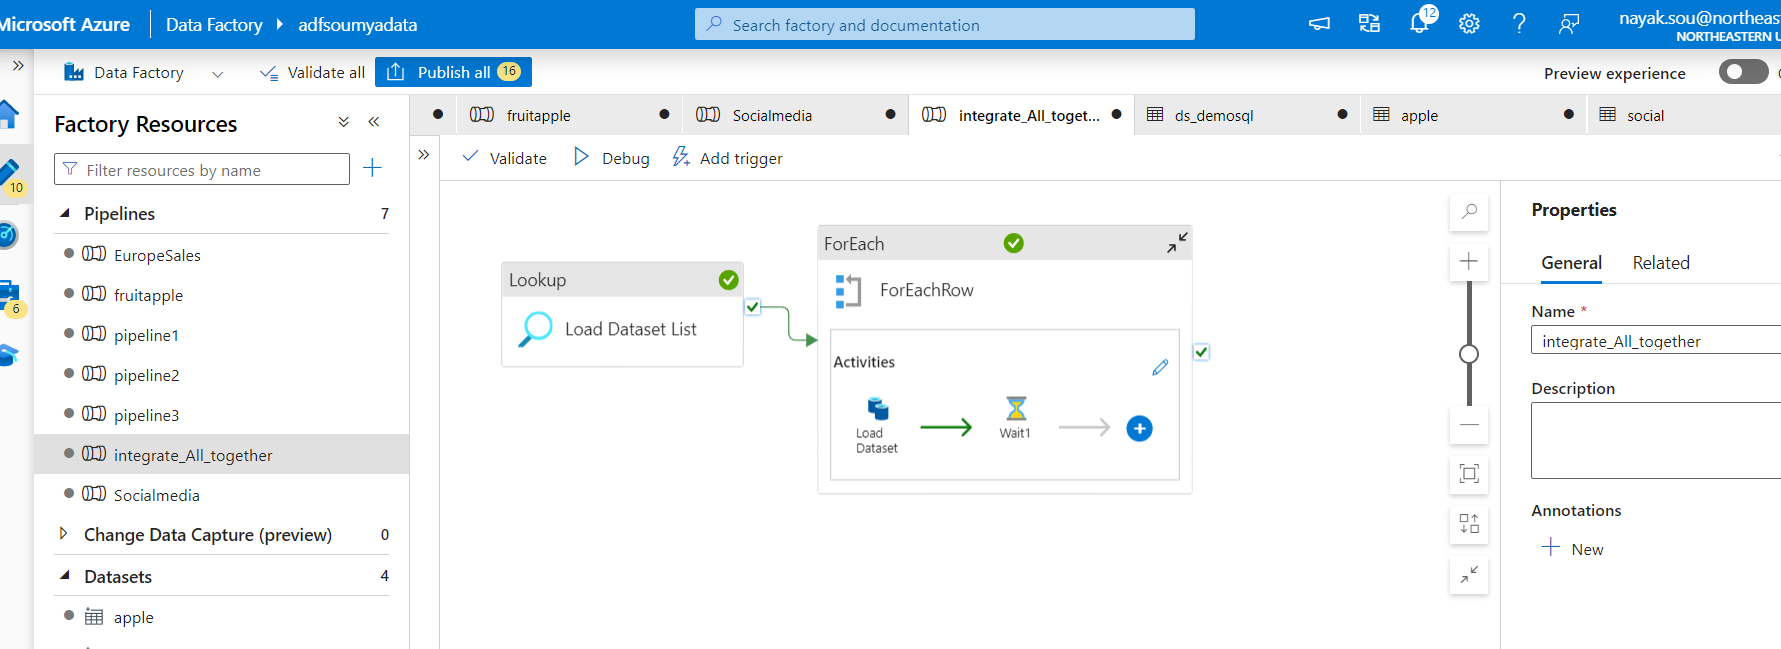 Microsoft Azure
Data Factory
adfsoumyadata
Search factory and documentation
12
nayak.sou@northeas
NORTHEASTERN U
Data Factory
Validate all
Publish all
16
Preview experience
Factory Resources
Filter resources by name
10
6
Pipelines
7
EuropeSales
fruitapple
pipeline1
pipeline2
pipeline3
integrate_All_together
Socialmedia
Change Data Capture (preview)
0
Datasets
4
apple
fruitapple
Socialmedia
integrate_All_toget...
ds_demosql
apple
social
Validate
Debug
Add trigger
Lookup
Load Dataset List
ForEach
ForEachRow
Activities
Load
Dataset
Wait1
Properties
General
Related
Name *
integrate_All_together
Description
Annotations
New